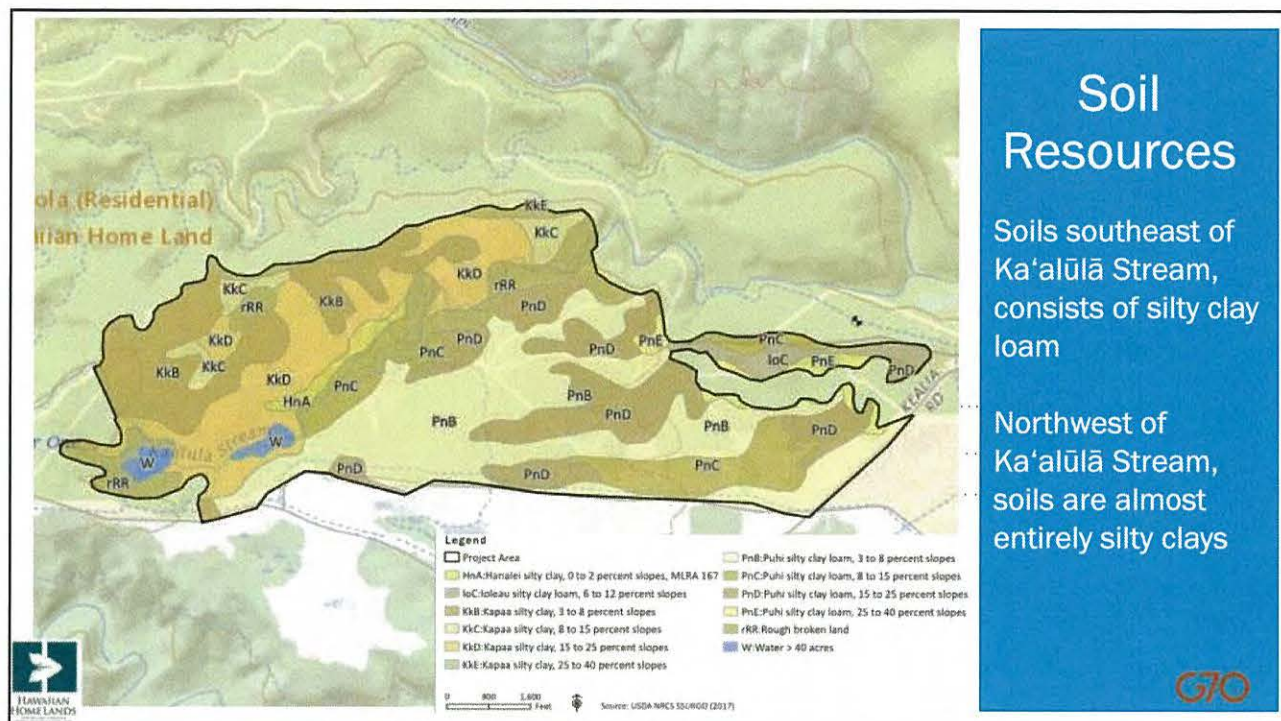 ola (Residential)
iian Home Land
KkE
KkC
KkD
rRR
KkC
rRR
KkB
PnD
KkD
PnD
PnD
PnE
PnC
KkC
KkB
PnC
IoC
PnE
PnD
KkD
PnC
HnA
PnB
KEALIA
RD
PnB
PnD
PnB
PnD
W
Kaalula Stream
W
PnD
PnD
PnC
rRR
Legend
Project Area
HnA:Hanalei silty clay, 0 to 2 percent slopes, MLRA 167
IoC:Ioleau silty clay loam, 6 to 12 percent slopes
KkB:Kapaa silty clay, 3 to 8 percent slopes
KkC:Kapaa silty clay, 8 to 15 percent slopes
KkD:Kapaa silty clay, 15 to 25 percent slopes
KkE:Kapaa silty clay, 25 to 40 percent slopes
PnB:Puhi silty clay loam, 3 to 8 percent slopes
PnC:Puhi silty clay loam, 8 to 15 percent slopes
PnD:Puhi silty clay loam, 15 to 25 percent slopes
PnE:Puhi silty clay loam, 25 to 40 percent slopes
rRR:Rough broken land
W:Water > 40 acres
0 800 1,600
Feet
Source: USDA NRCS SSURGO (2017)
HAWAIIAN
HOME LANDS
Soil
Resources
Soils southeast of
Ka‘alūlā Stream,
consists of silty clay
loam
Northwest of
Ka‘alūlā Stream,
soils are almost
entirely silty clays
G70